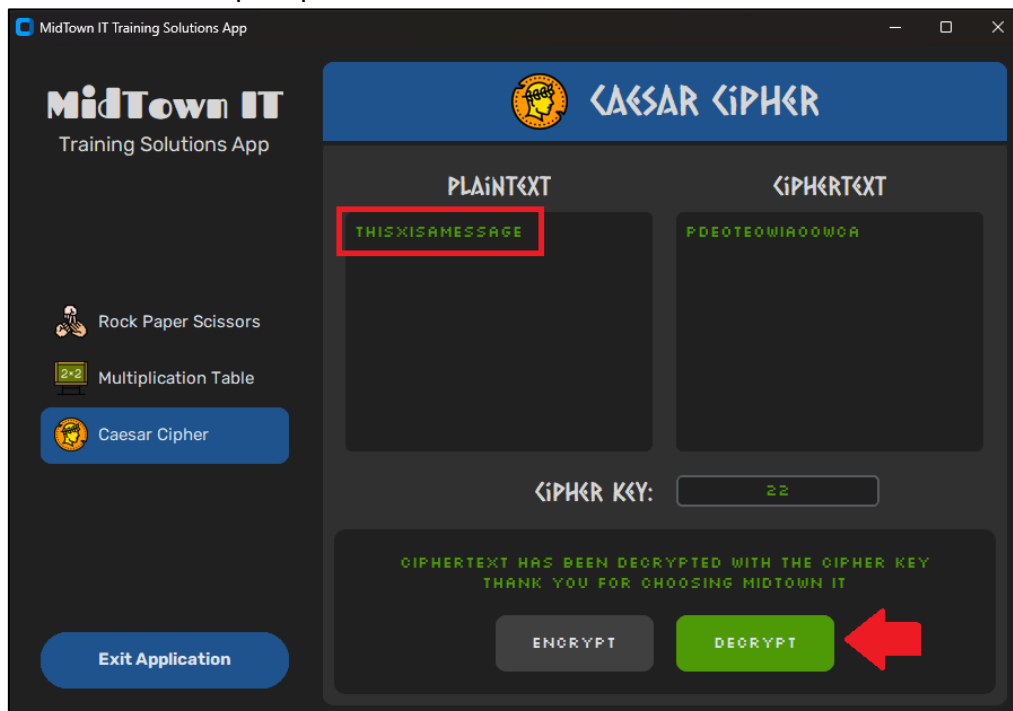 MidTown IT Training Solutions App
MidTown IT
Training Solutions App
CAESAR CiPHER
PLAiNTEXT
CiPHERTEXT
THISXISAMESSAGE
PDEOTEOWIAOOWCA
2×2
Rock Paper Scissors
Multiplication Table
Caesar Cipher
CiPHER KEY:
22
CIPHERTEXT HAS BEEN DECRYPTED WITH THE CIPHER KEY
THANK YOU FOR CHOOSING MIDTOWN IT
ENCRYPT
DECRYPT
Exit Application